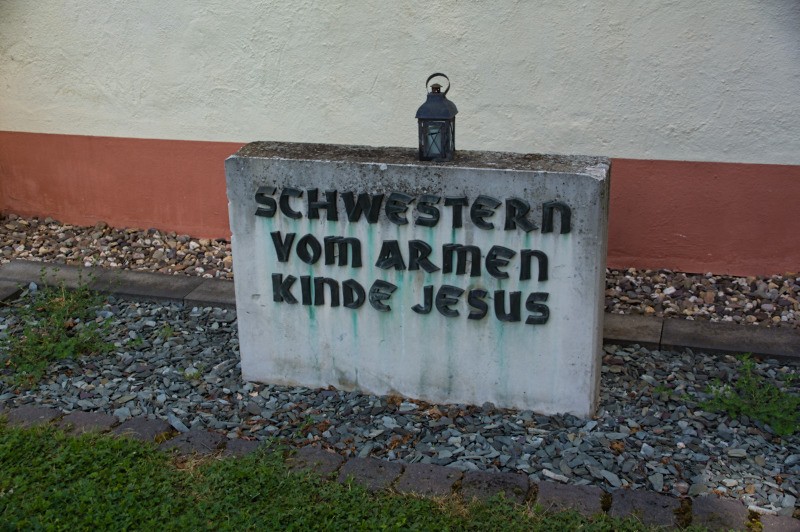 SCHWESTERN
VOM ARMEN
KINDE JESUS